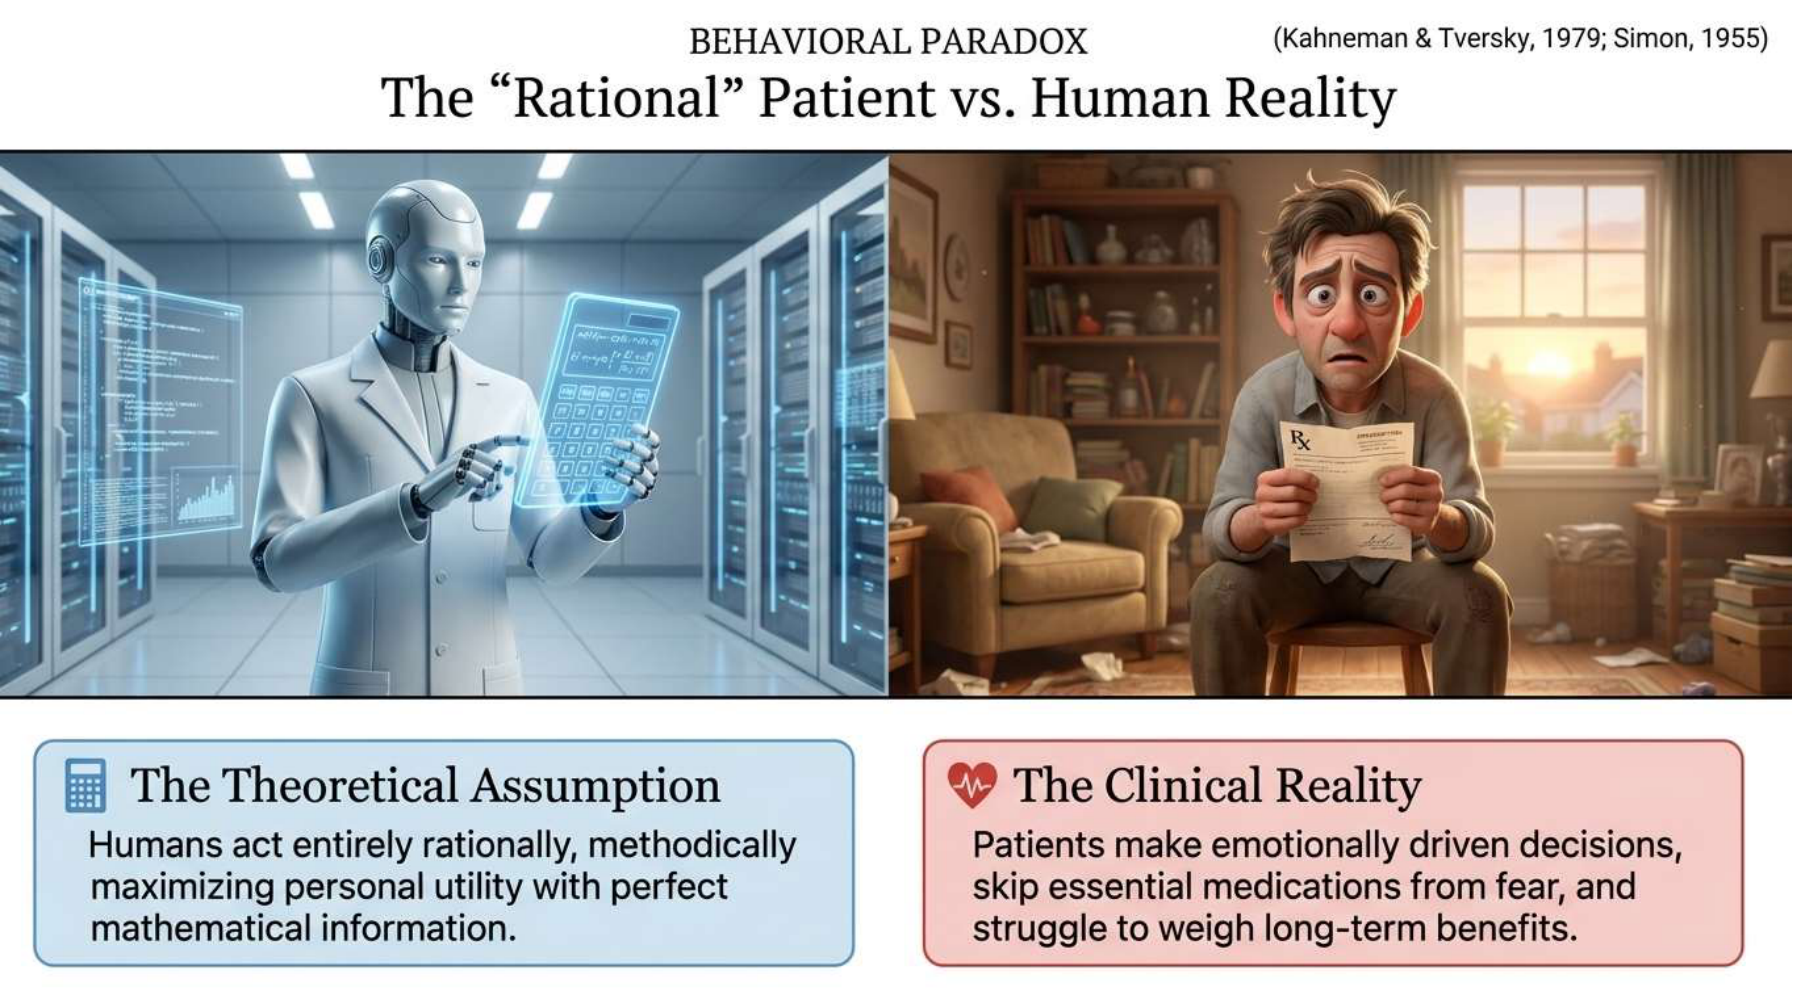 BEHAVIORAL PARADOX
(Kahneman & Tversky, 1979; Simon, 1955)
The “Rational” Patient vs. Human Reality
Rx
The Theoretical Assumption
Humans act entirely rationally, methodically
maximizing personal utility with perfect
mathematical information.
The Clinical Reality
Patients make emotionally driven decisions,
skip essential medications from fear, and
struggle to weigh long-term benefits.